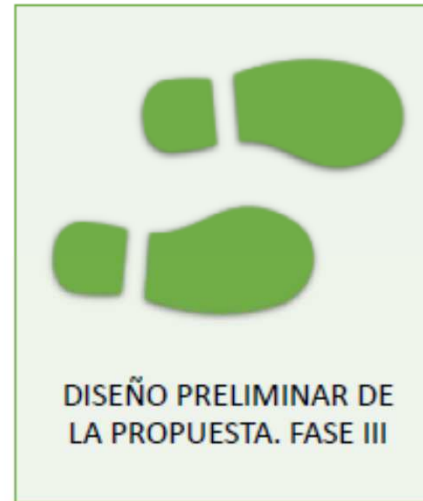 DISEÑO PRELIMINAR DE
LA PROPUESTA. FASE III